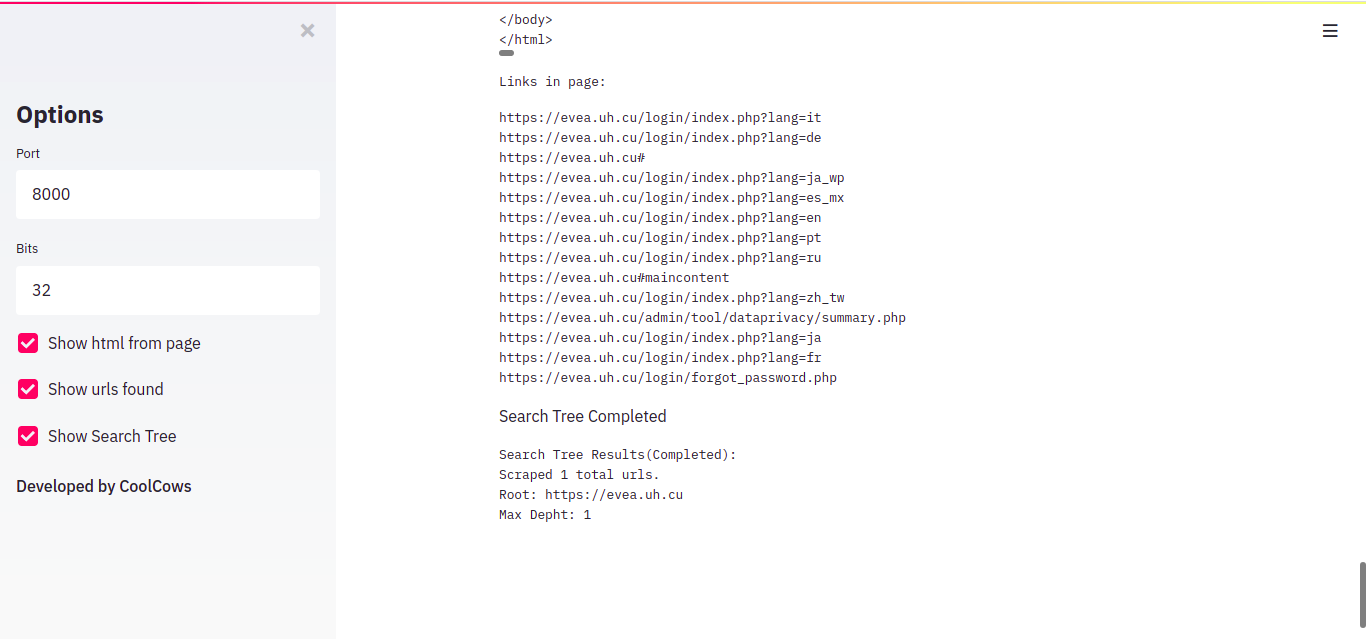 Options
Port
8000
Bits
32
Show html from page
Show urls found
Show Search Tree
Developed by CoolCows
</body>
</html>
Links in page:
https://evea.uh.cu/login/index.php?lang=it
https://evea.uh.cu/login/index.php?lang=de
https://evea.uh.cu#
https://evea.uh.cu/login/index.php?lang=ja_wp
https://evea.uh.cu/login/index.php?lang=es_mx
https://evea.uh.cu/login/index.php?lang=en
https://evea.uh.cu/login/index.php?lang=pt
https://evea.uh.cu/login/index.php?lang=ru
https://evea.uh.cu#maincontent
https://evea.uh.cu/login/index.php?lang=zh_tw
https://evea.uh.cu/admin/tool/dataprivacy/summary.php
https://evea.uh.cu/login/index.php?lang=ja
https://evea.uh.cu/login/index.php?lang=fr
https://evea.uh.cu/login/forgot_password.php
Search Tree Completed
Search Tree Results(Completed):
Scraped 1 total urls.
Root: https://evea.uh.cu
Max Depht: 1